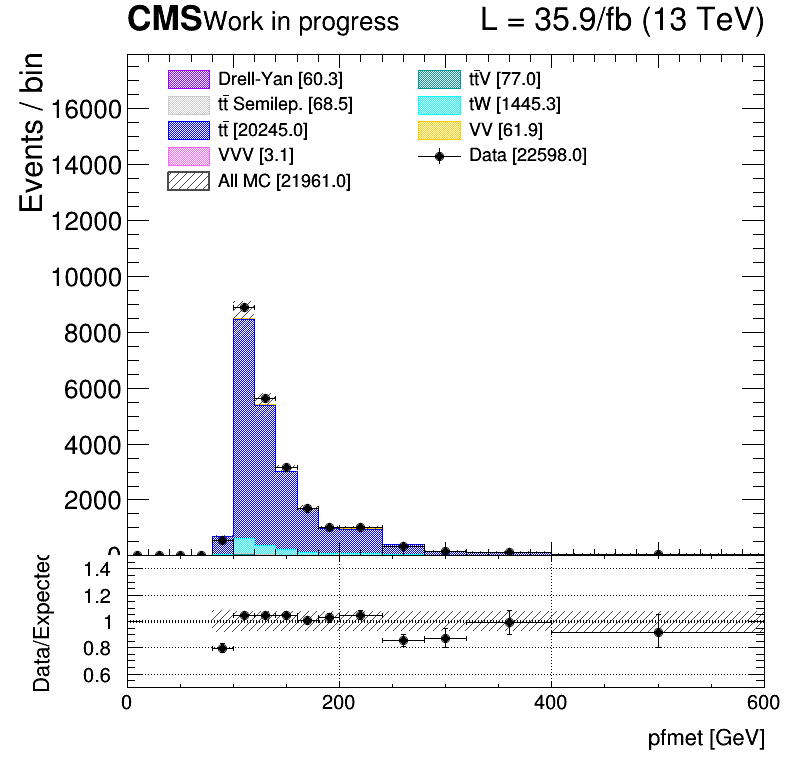 CMS Work in progress L = 35.9/fb (13 TeV)
Events / bin
Drell-Yan [60.3]
tt̄ Semilep. [68.5]
tt̄ [20245.0]
VVV [3.1]
All MC [21961.0]
tt̄V [77.0]
tW [1445.3]
VV [61.9]
Data [22598.0]
16000
14000
12000
10000
8000
6000
4000
2000
0
Data/Expected
1.4
1.2
1
0.8
0.6
0 200 400 600
pfmet [GeV]